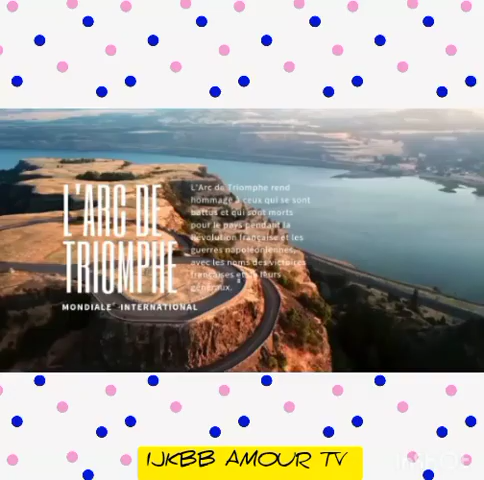 L'ARC DE
TRIOMPHE
MONDIALE INTERNATIONAL
L'Arc de Triomphe rend
hommage à ceux qui se sont
battus et qui sont morts
pour le pays pendant la
révolution française et les
guerres napoléoniennes,
avec les noms des victoires
françaises et de leurs
généraux.
IJKBB AMOUR TV